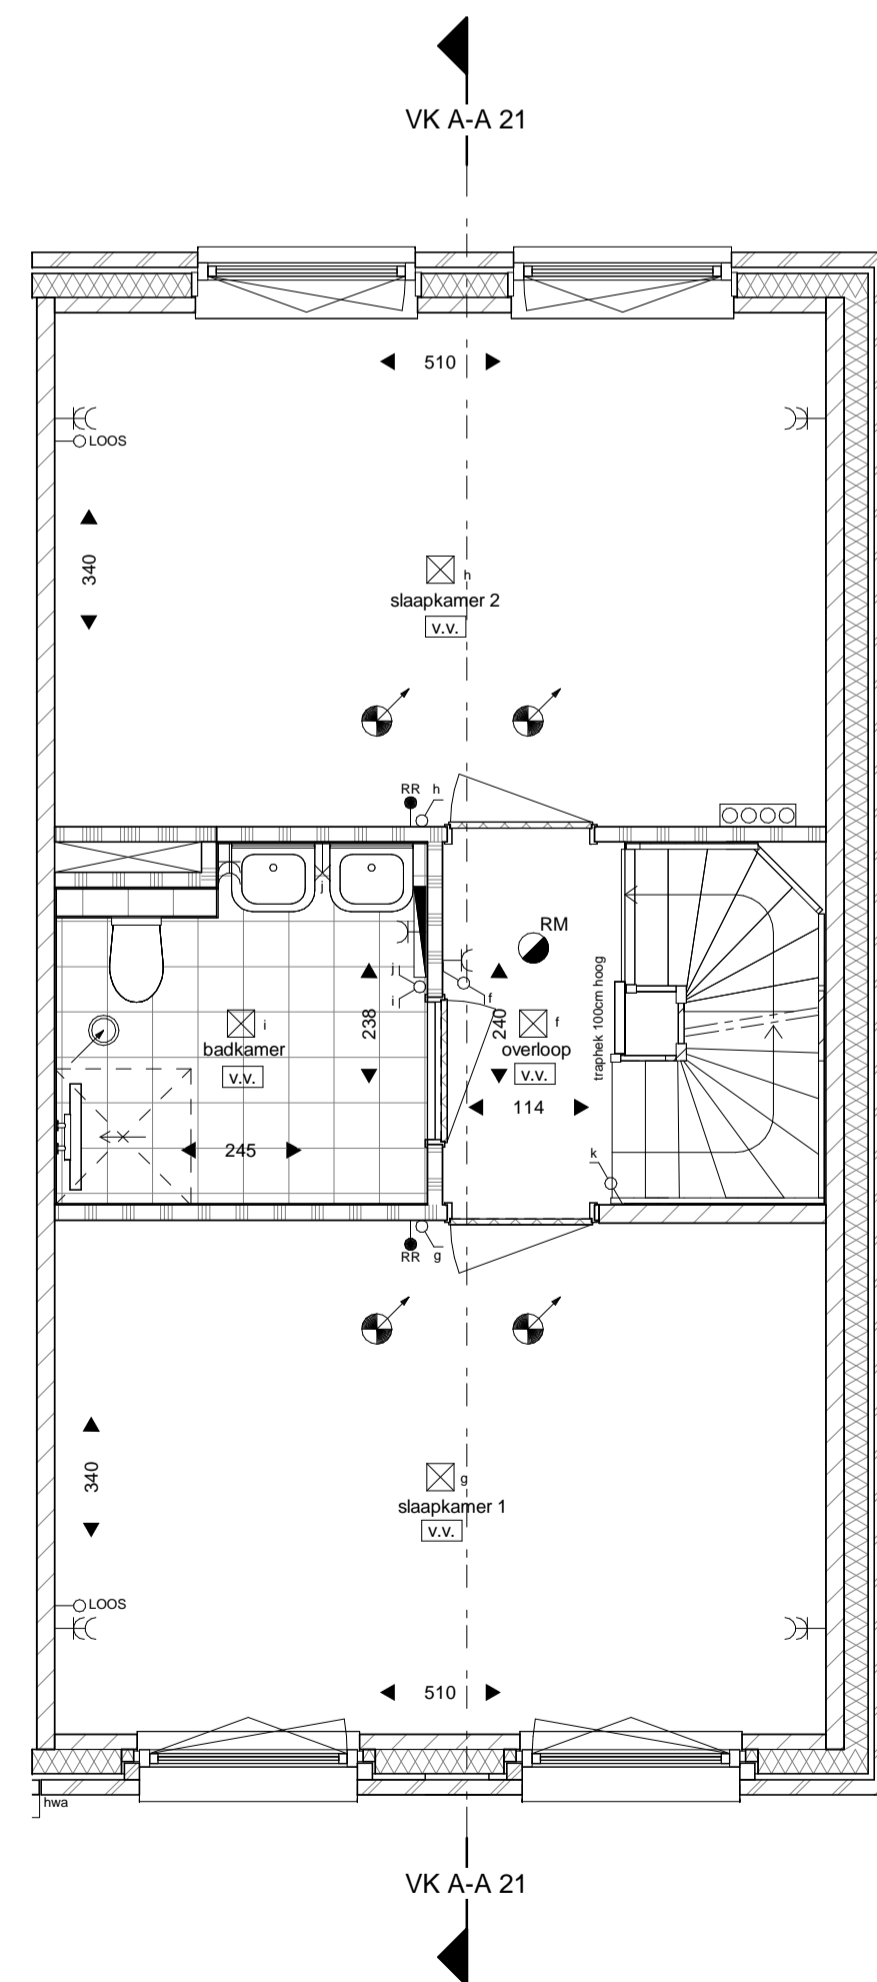 VK A-A 21
510
LOOS
340
h
slaapkamer 2
v.v.
RR h
j
RM
j
i
f
238
240
i
badkamer
v.v.
f
overloop
v.v.
traphek 100cm hoog
114
245
k
RR g
340
g
slaapkamer 1
v.v.
LOOS
510
hwa
VK A-A 21